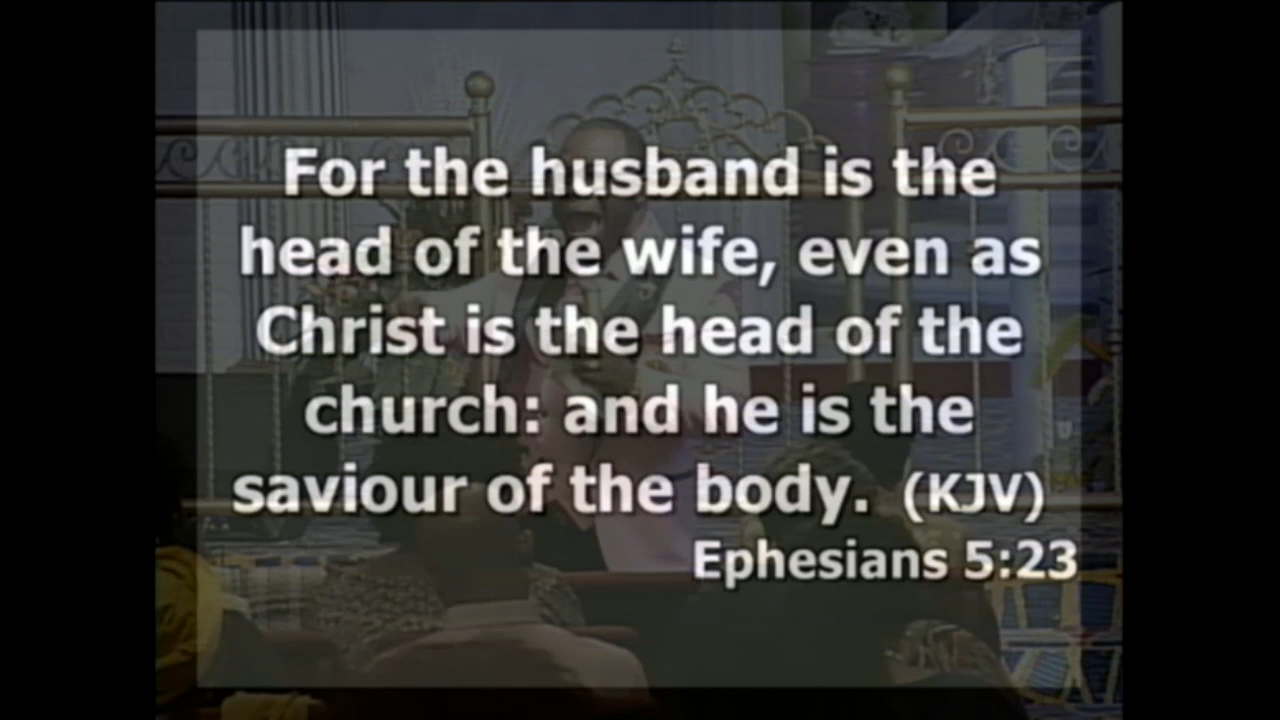 For the husband is the
head of the wife, even as
Christ is the head of the
church: and he is the
saviour of the body. (KJV)
Ephesians 5:23